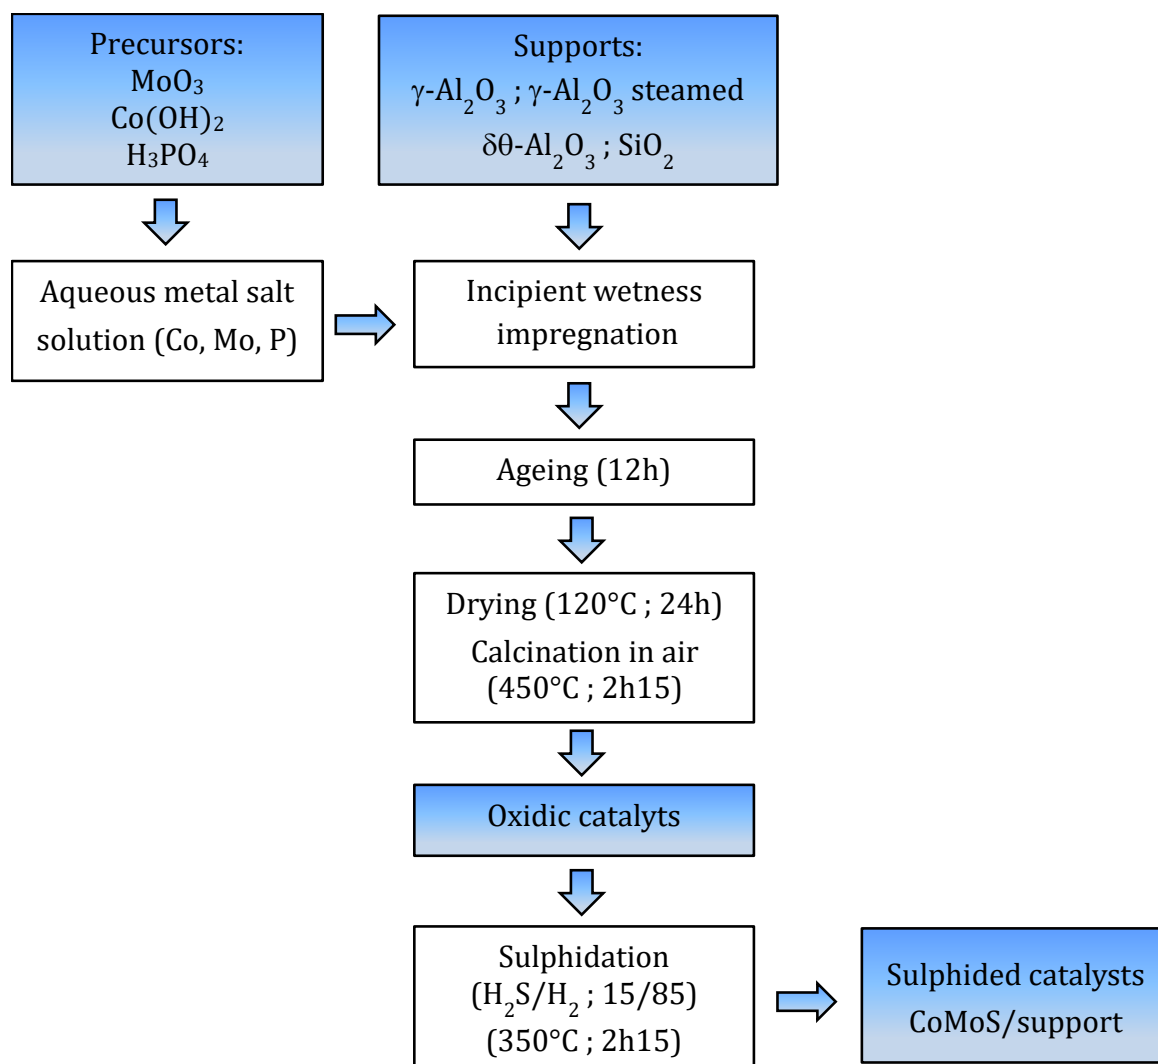 Precursors:
MoO₃
Co(OH)₂
H₃PO₄
Supports:
γ-Al₂O₃ ; γ-Al₂O₃ steamed
δθ-Al₂O₃ ; SiO₂
Aqueous metal salt
solution (Co, Mo, P)
Incipient wetness
impregnation
Ageing (12h)
Drying (120°C ; 24h)
Calcination in air
(450°C ; 2h15)
Oxidic catalyts
Sulphidation
(H₂S/H₂ ; 15/85)
(350°C ; 2h15)
Sulphided catalysts
CoMoS/support